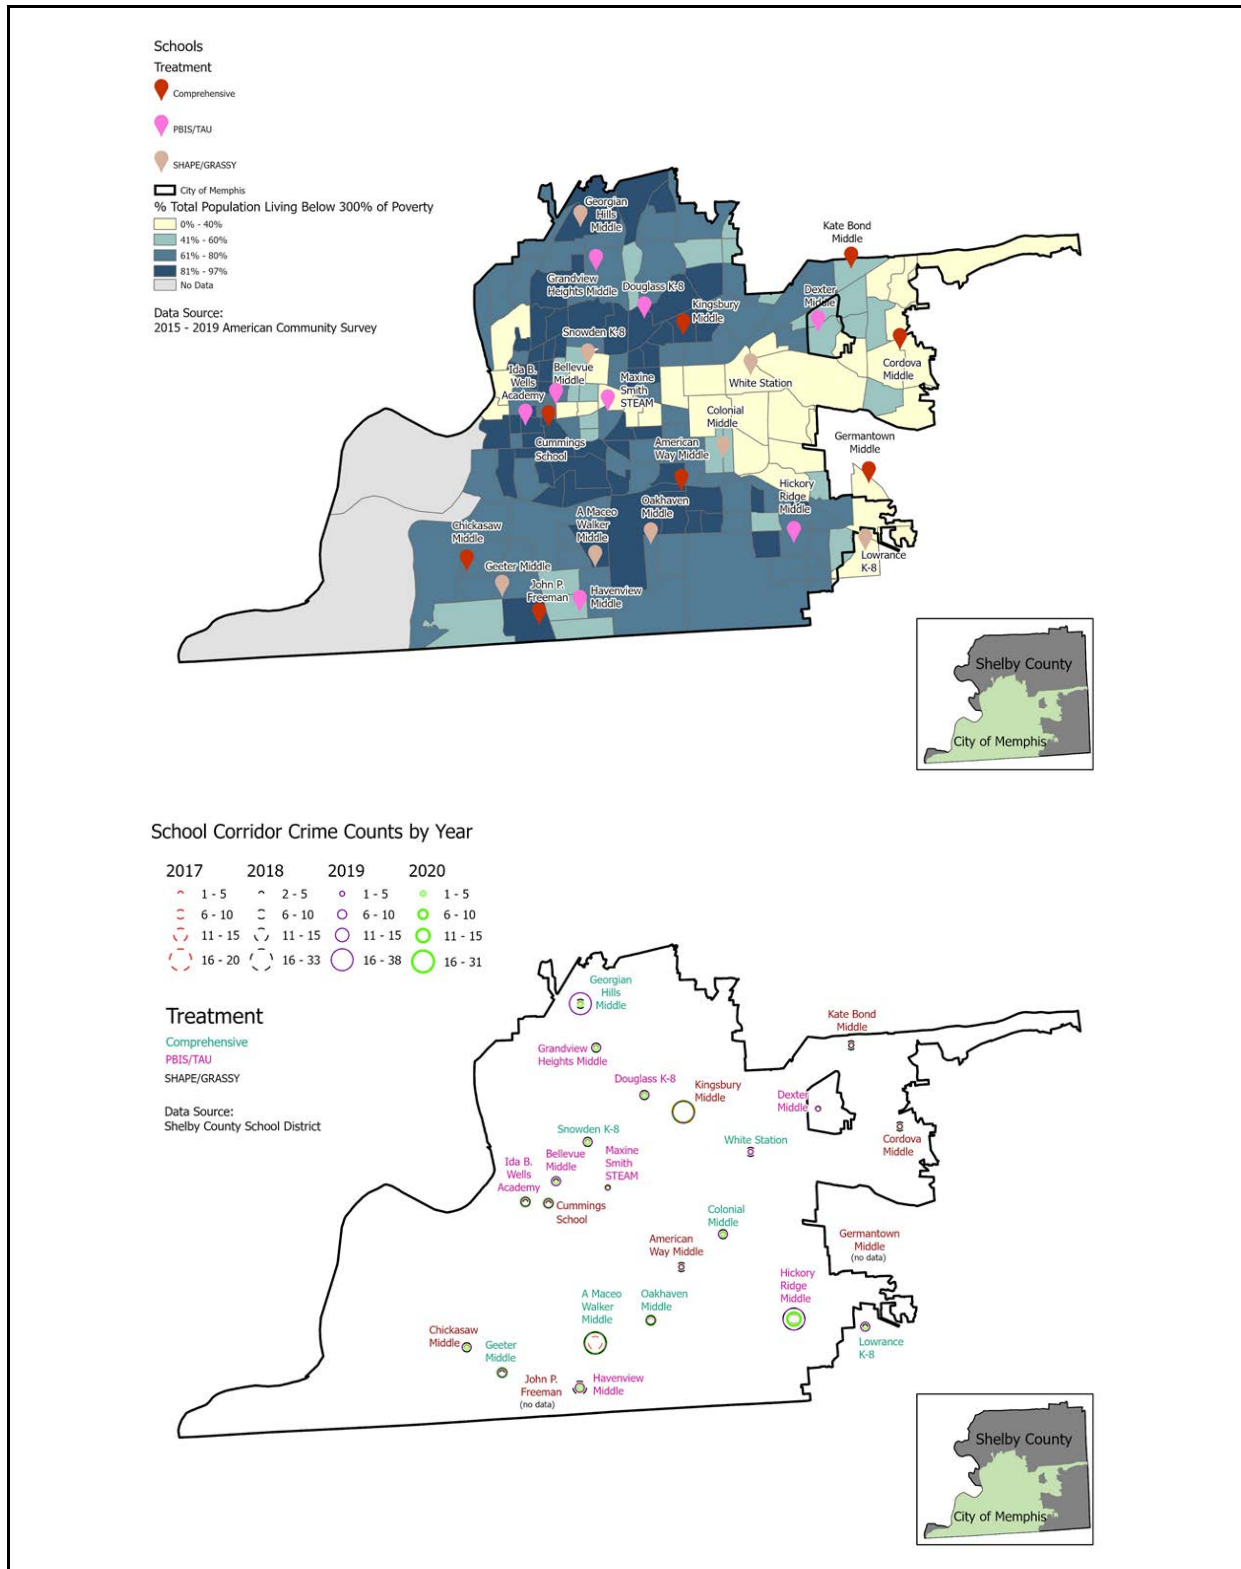 Schools
Treatment
Comprehensive
PBIS/TAU
SHAPE/GRASSY
City of Memphis
% Total Population Living Below 300% of Poverty
0% - 40%
41% - 60%
61% - 80%
81% - 97%
No Data
Data Source:
2015 - 2019 American Community Survey
Georgian
Hills
Middle
Kate Bond
Middle
Grandview
Heights Middle
Douglass K-8
Dexter
Middle
Kingsbury
Middle
Snowden K-8
Ida B.
Wells
Academy
Bellevue
Middle
Maxine
Smith
STEAM
White Station
Cordova
Middle
Colonial
Middle
Cummings
School
American
Way Middle
Germantown
Middle
Hickory
Ridge
Middle
Oakhaven
Middle
A Maceo
Walker
Middle
Chickasaw
Middle
Geeter Middle
John P.
Freeman
Havenview
Middle
Lowrance
K-8
Shelby County
City of Memphis
School Corridor Crime Counts by Year
2017 2018 2019 2020
1 - 5 2 - 5 1 - 5 1 - 5
6 - 10 6 - 10 6 - 10 6 - 10
11 - 15 11 - 15 11 - 15 11 - 15
16 - 20 16 - 33 16 - 38 16 - 31
Treatment
Comprehensive
PBIS/TAU
SHAPE/GRASSY
Data Source:
Shelby County School District
Georgian
Hills
Middle
Kate Bond
Middle
Grandview
Heights Middle
Douglass K-8
Kingsbury
Middle
Dexter
Middle
Snowden K-8
White Station
Cordova
Middle
Ida B.
Wells
Academy
Bellevue
Middle
Maxine
Smith
STEAM
Cummings
School
Colonial
Middle
American
Way Middle
Germantown
Middle
(no data)
Hickory
Ridge
Middle
A Maceo
Walker
Middle
Oakhaven
Middle
Chickasaw
Middle
Geeter
Middle
Lowrance
K-8
John P.
Freeman
(no data)
Havenview
Middle
Shelby County
City of Memphis